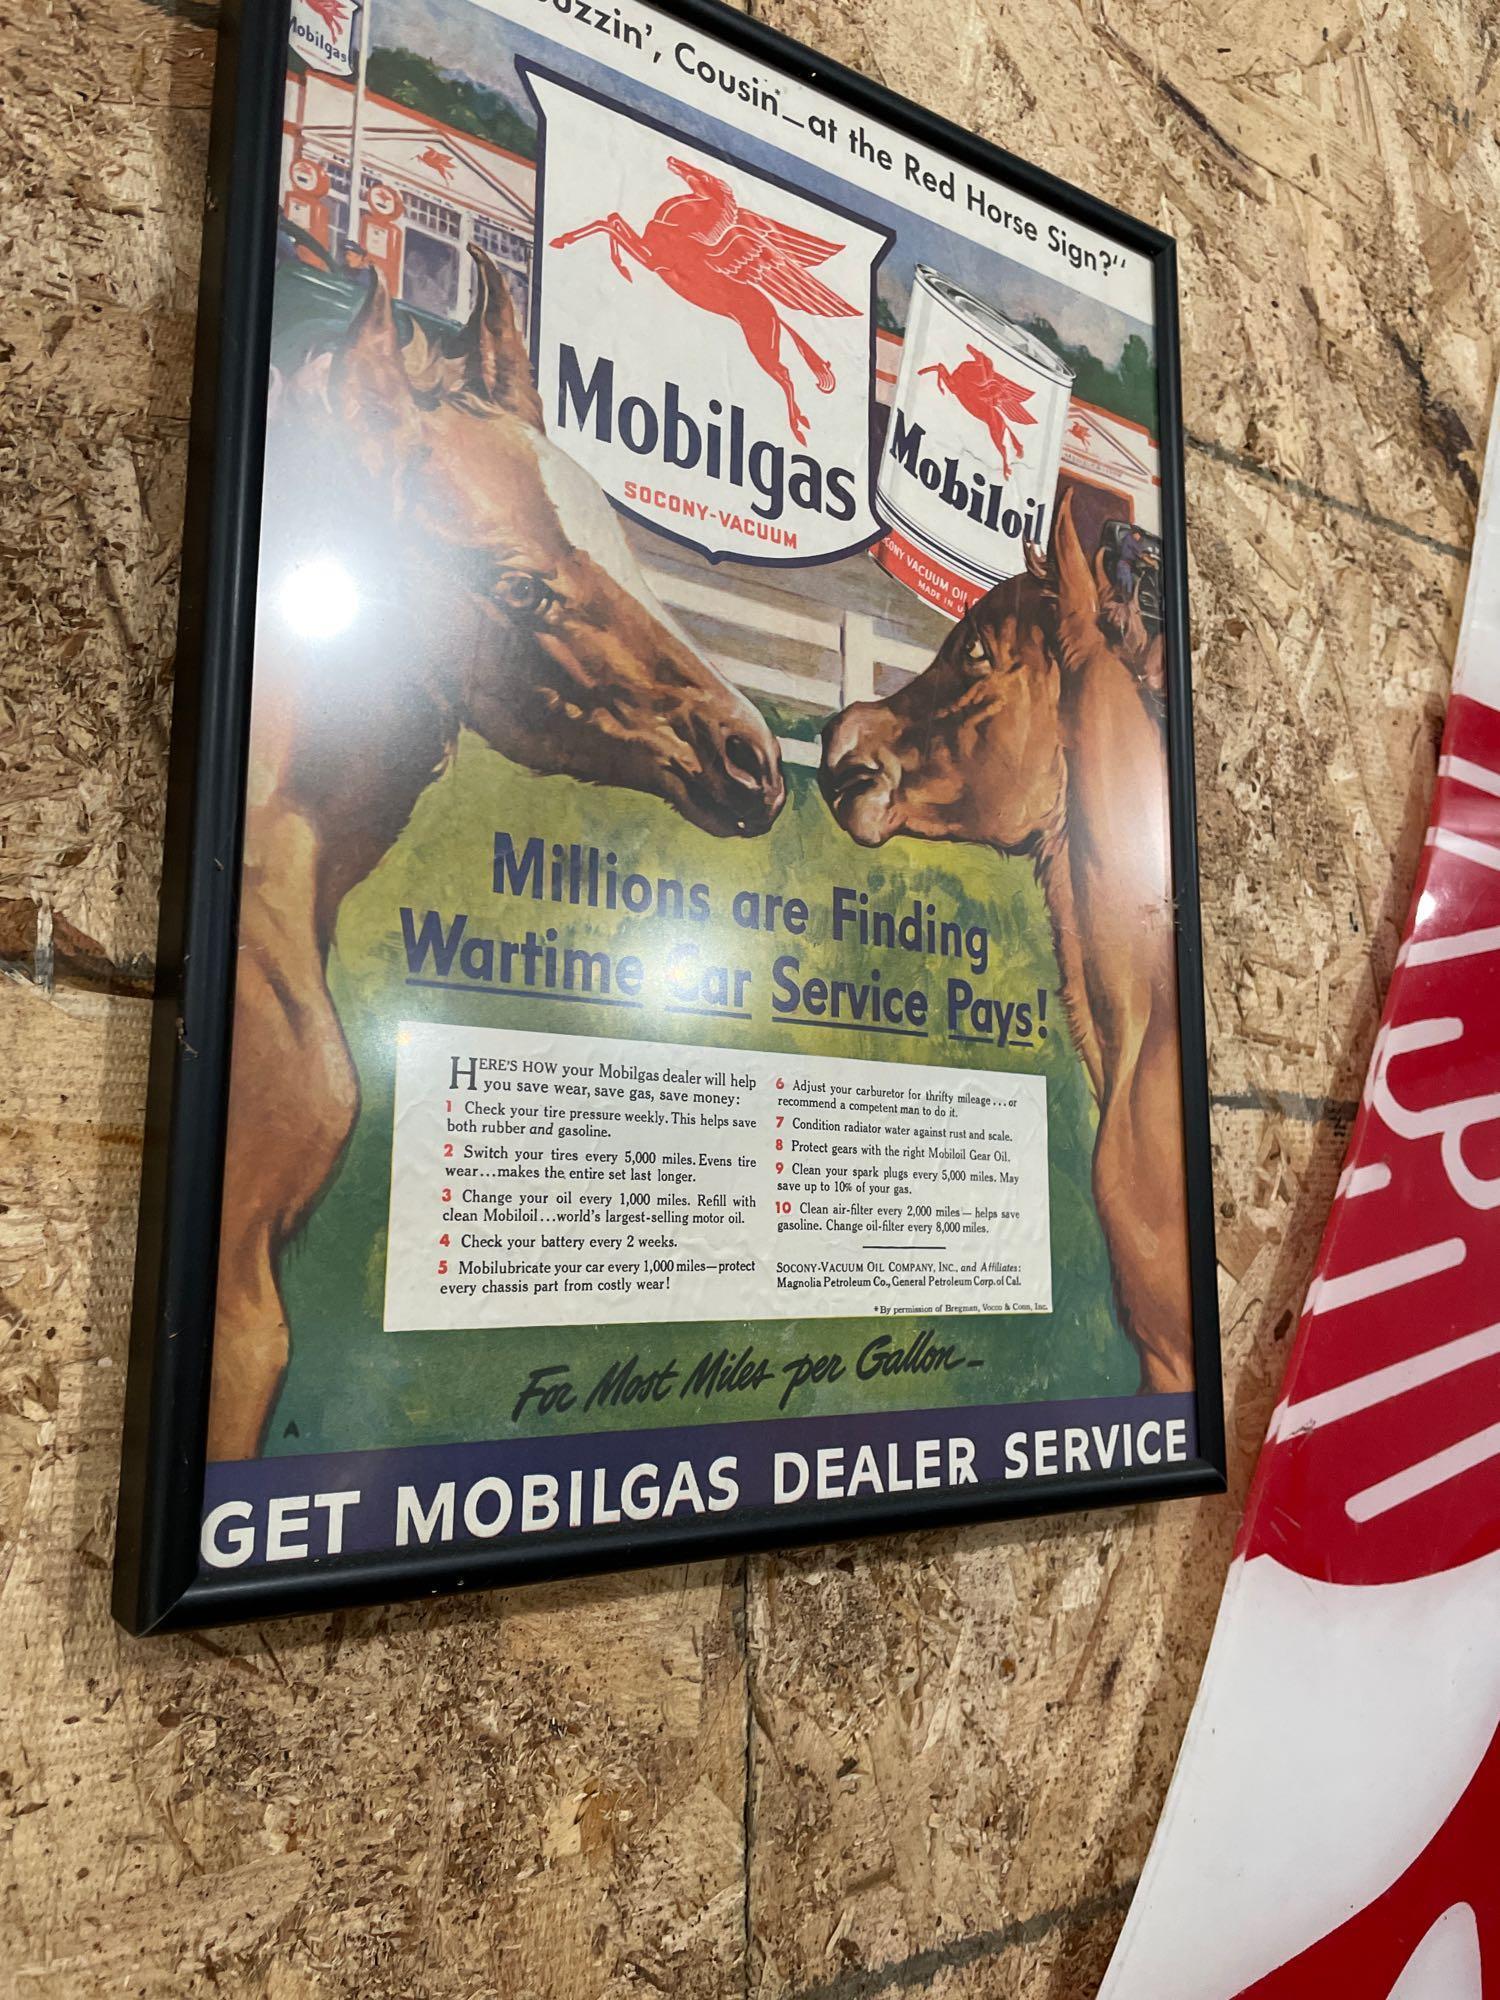 Mobilgas
Cousin—at the Red Horse Sign?"
Mobilgas
SOCONY-VACUUM
Mobiloil
VACUUM OIL
MADE IN
Millions are Finding
Wartime Car Service Pays!
HERE'S HOW your Mobilgas dealer will help
you save wear, save gas, save money:
1 Check your tire pressure weekly. This helps save
both rubber and gasoline.
2 Switch your tires every 5,000 miles. Evens tire
wear...makes the entire set last longer.
3 Change your oil every 1,000 miles. Refill with
clean Mobiloil...world's largest-selling motor oil.
4 Check your battery every 2 weeks.
5 Mobilubricate your car every 1,000 miles—protect
every chassis part from costly wear!
6 Adjust your carburetor for thrifty mileage...or
recommend a competent man to do it.
7 Condition radiator water against rust and scale.
8 Protect gears with the right Mobiloil Gear Oil.
9 Clean your spark plugs every 5,000 miles. May
save up to 10% of your gas.
10 Clean air-filter every 2,000 miles—helps save
gasoline. Change oil-filter every 8,000 miles.
SOCONY-VACUUM OIL COMPANY, INC., and Affiliates:
Magnolia Petroleum Co., General Petroleum Corp. of Cal.
*By permission of Bregman, Vocco & Conn, Inc.
For Most Miles per Gallon—
A
GET MOBILGAS DEALER SERVICE